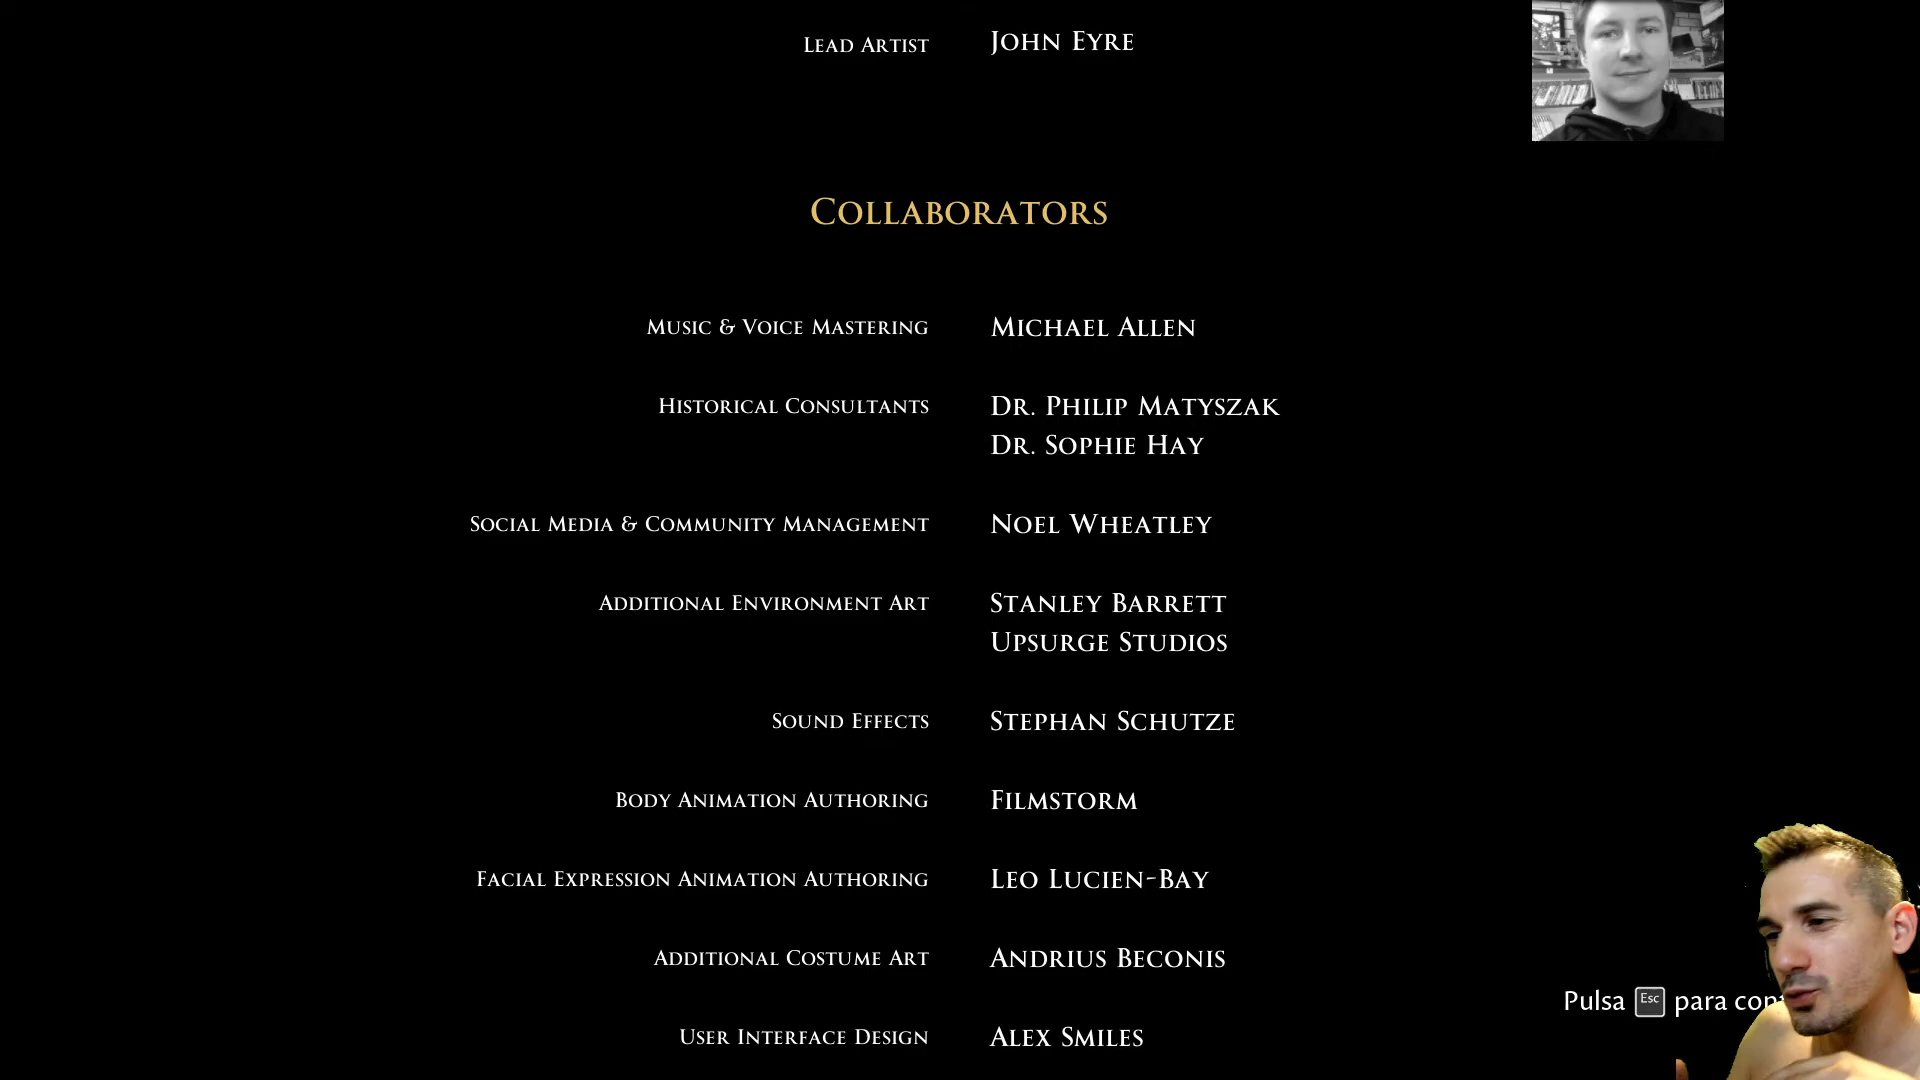 Lead Artist John Eyre
Collaborators
Music & Voice Mastering Michael Allen
Historical Consultants Dr. Philip Matyszak
Dr. Sophie Hay
Social Media & Community Management Noel Wheatley
Additional Environment Art Stanley Barrett
Upsurge Studios
Sound Effects Stephan Schutze
Body Animation Authoring Filmstorm
Facial Expression Animation Authoring Leo Lucien-Bay
Additional Costume Art Andrius Beconis
Pulsa Esc para
User Interface Design Alex Smiles